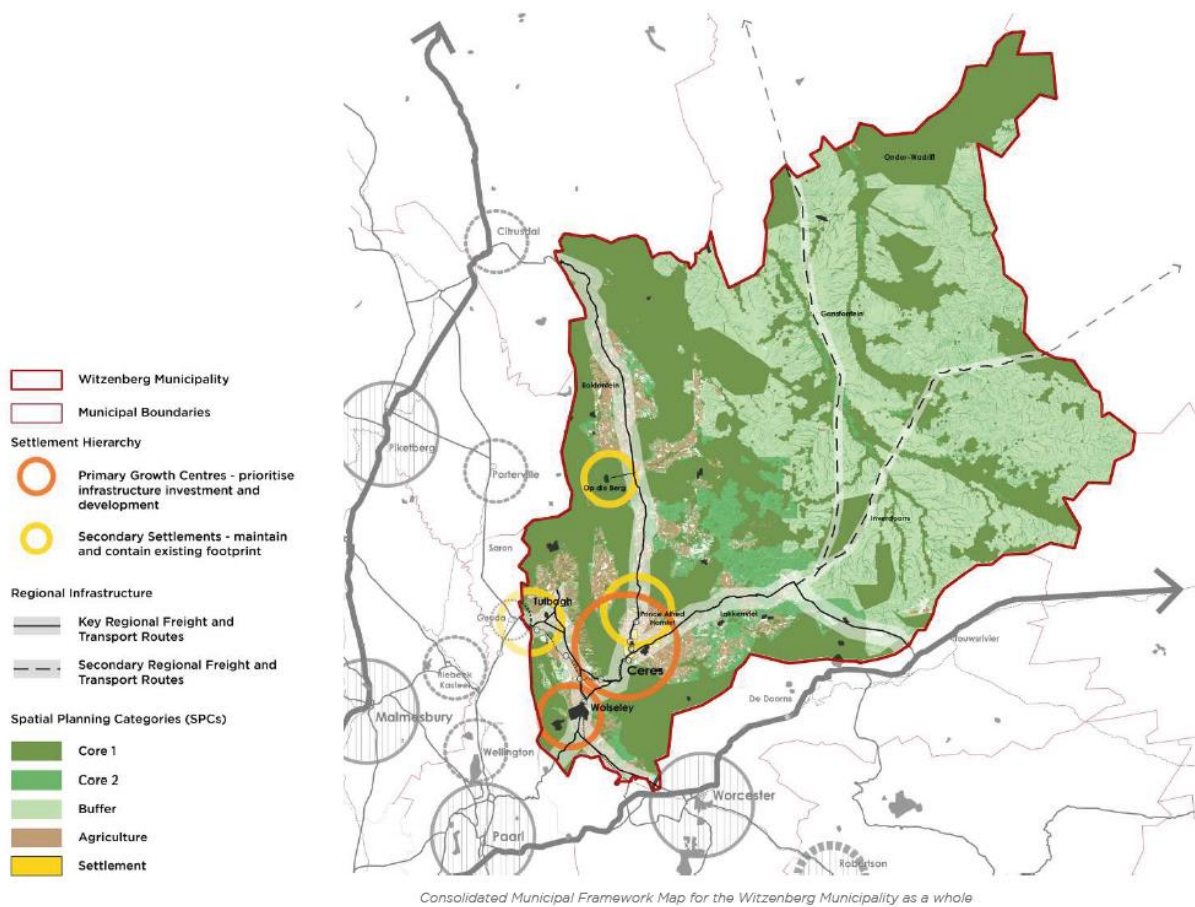 Witzenberg Municipality
Municipal Boundaries
Settlement Hierarchy
Primary Growth Centres - prioritise
infrastructure investment and
development
Secondary Settlements - maintain
and contain existing footprint
Regional Infrastructure
Key Regional Freight and
Transport Routes
Secondary Regional Freight and
Transport Routes
Spatial Planning Categories (SPCs)
Core 1
Core 2
Buffer
Agriculture
Settlement
Onder-Wadrif
Citrusdal
Gansfontein
Piketberg
Porterville
Op die Berg
Inverdoorns
Saron
Tulbagh
Gouda
Prince Alfred
Hamlet
Lakkenvlei
Riebeek
Kasteel
Ceres
Touwsrivier
De Doorns
Malmesbury
Wolseley
Wellington
Worcester
Paarl
Robertson
Consolidated Municipal Framework Map for the Witzenberg Municipality as a whole